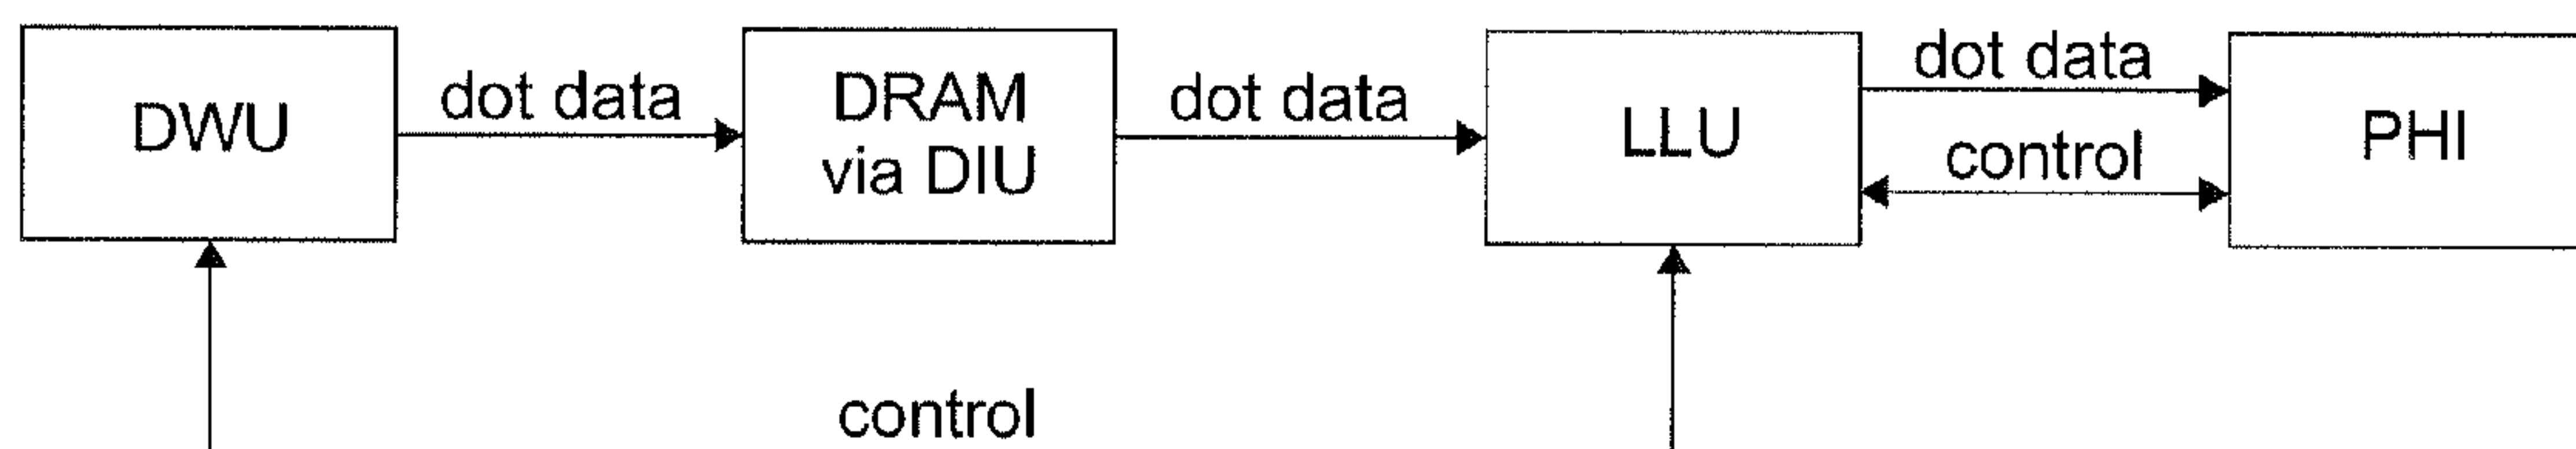 DWU
dot data
DRAM
via DIU
dot data
LLU
dot data
control
PHI
control